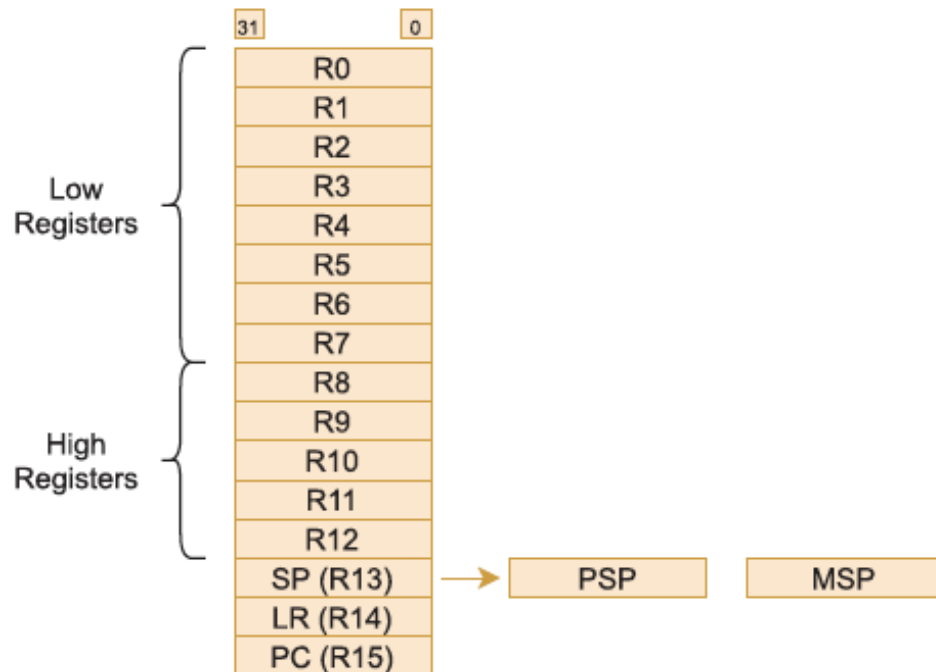 31 0
R0
R1
R2
R3
Low
Registers
R4
R5
R6
R7
R8
R9
High
Registers
R10
R11
R12
SP (R13) PSP MSP
LR (R14)
PC (R15)